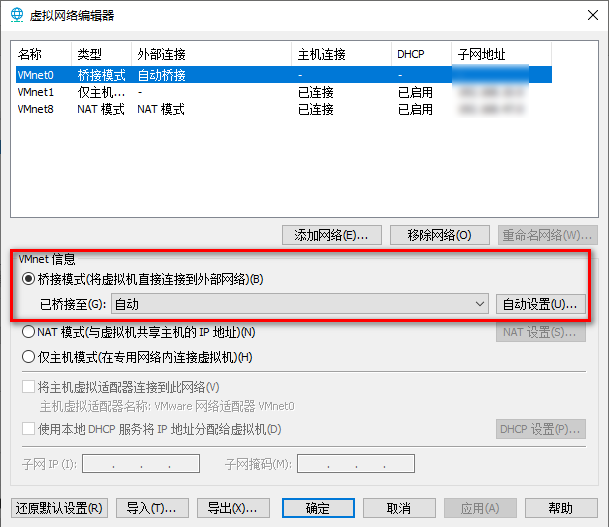 虚拟网络编辑器
名称 类型 外部连接 主机连接 DHCP 子网地址
VMnet0 桥接模式 自动桥接 - -
VMnet1 仅主机... - 已连接 已启用
VMnet8 NAT 模式 NAT 模式 已连接 已启用
添加网络(E)... 移除网络(O) 重命名网络(W)...
VMnet 信息
桥接模式(将虚拟机直接连接到外部网络)(B)
已桥接至(G): 自动 自动设置(U)...
NAT 模式(与虚拟机共享主机的 IP 地址)(N) NAT 设置(S)...
仅主机模式(在专用网络内连接虚拟机)(H)
将主机虚拟适配器连接到此网络(V)
主机虚拟适配器名称: VMware 网络适配器 VMnet0
使用本地 DHCP 服务将 IP 地址分配给虚拟机(D) DHCP 设置(P)...
子网 IP (I): . . . 子网掩码(M): . . .
还原默认设置(R) 导入(T)... 导出(X)... 确定 取消 应用(A) 帮助